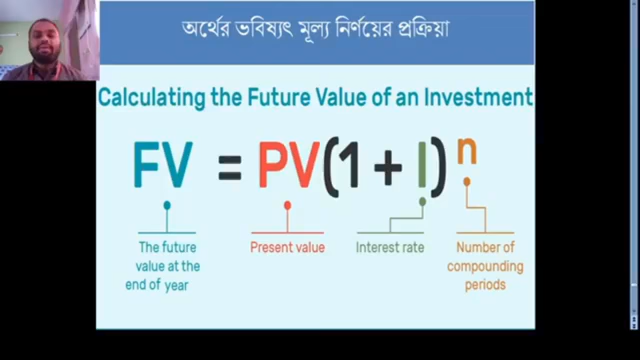 অর্থের ভবিষ্যৎ মূল্য নির্ণয়ের প্রক্রিয়া
Calculating the Future Value of an Investment
FV = PV(1 + I)ⁿ
The future
value at the
end of year
Present value
Interest rate
Number of
compounding
periods